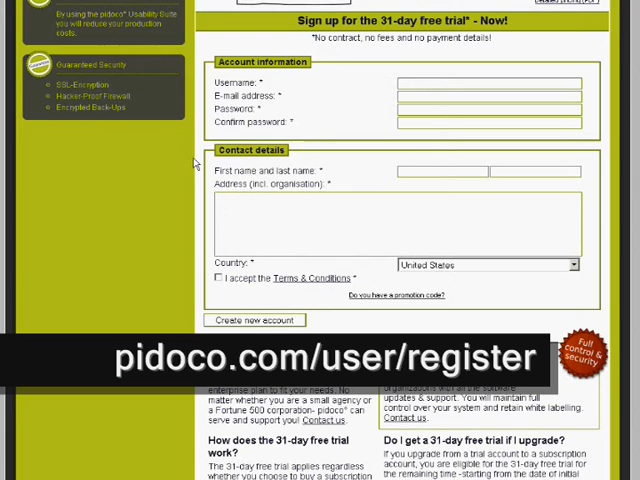 By using the pidoco° Usability Suite
you will reduce your production
costs.
Guaranteed Security
SSL-Encryption
Hacker-Proof Firewall
Encrypted Back-Ups
Sign up for the 31-day free trial* - Now!
*No contract, no fees and no payment details!
Account information
Username: *
E-mail address: *
Password: *
Confirm password: *
Contact details
First name and last name: *
Address (incl. organisation): *
Country: *
United States
I accept the Terms & Conditions *
Do you have a promotion code?
Create new account
pidoco.com/user/register
Full
control &
security
enterprise plan to fit your needs. No
matter whether you are a small agency or
a Fortune 500 corporation- pidoco° can
serve and support you! Contact us.
organizations with all the software
updates & support. You will maintain full
control over your system and retain white labelling.
Contact us.
How does the 31-day free trial
work?
The 31-day free trial applies regardless
whether you choose to buy a subscription
Do I get a 31-day free trial if I upgrade?
If you upgrade from a trial account to a subscription
account, you are eligible for the 31-day free trial for
the remaining time -starting from the date of initial